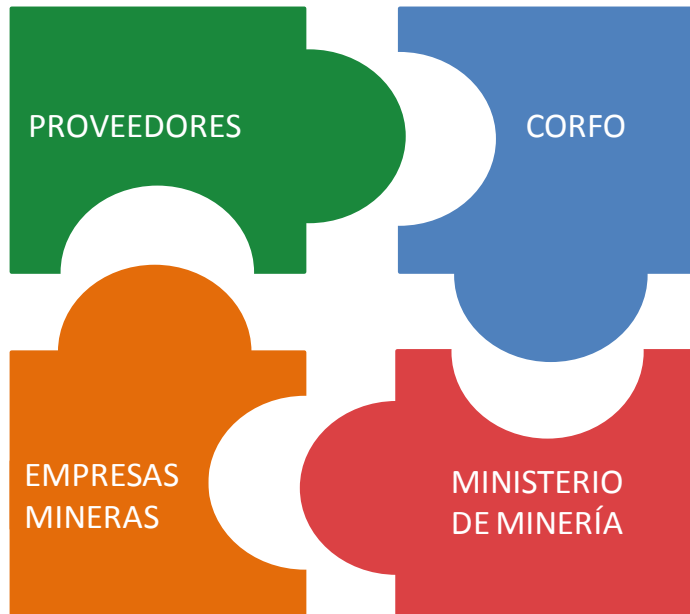 PROVEEDORES
CORFO
EMPRESAS
MINERAS
MINISTERIO
DE MINERÍA